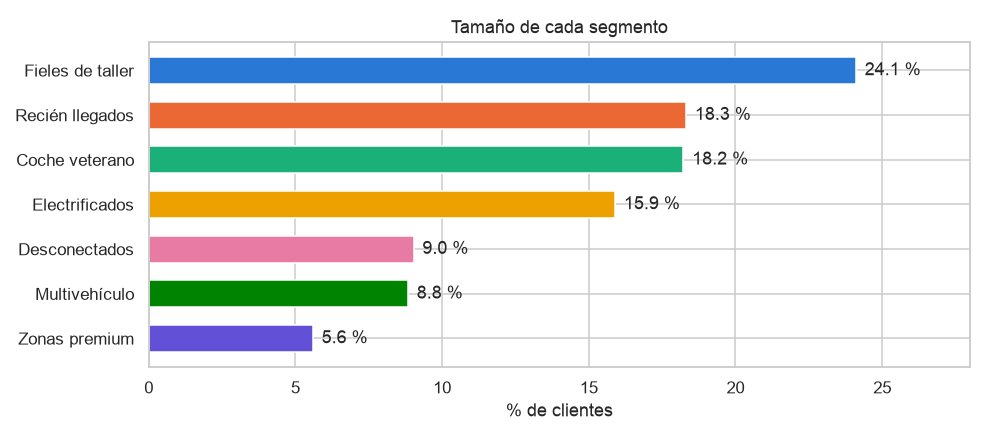 Tamaño de cada segmento
Fieles de taller 24.1 %
Recién llegados 18.3 %
Coche veterano 18.2 %
Electrificados 15.9 %
Desconectados 9.0 %
Multivehículo 8.8 %
Zonas premium 5.6 %
0 5 10 15 20 25
% de clientes